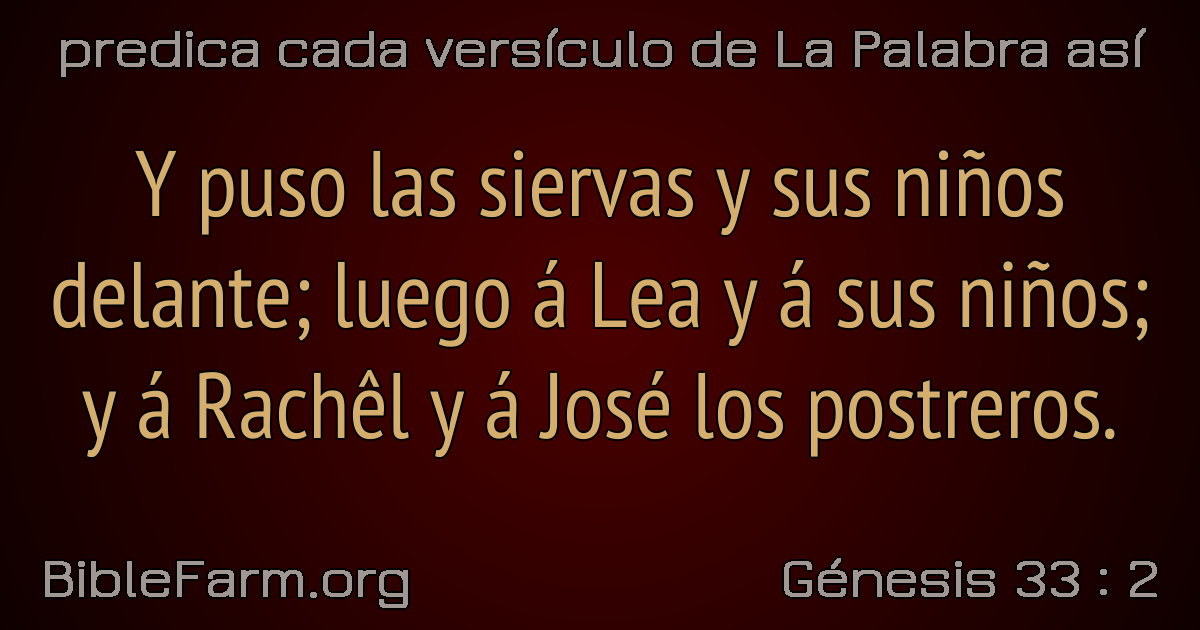 predica cada versículo de La Palabra así
Y puso las siervas y sus niños
delante; luego á Lea y á sus niños;
y á Rachêl y á José los postreros.
BibleFarm.org
Génesis 33 : 2